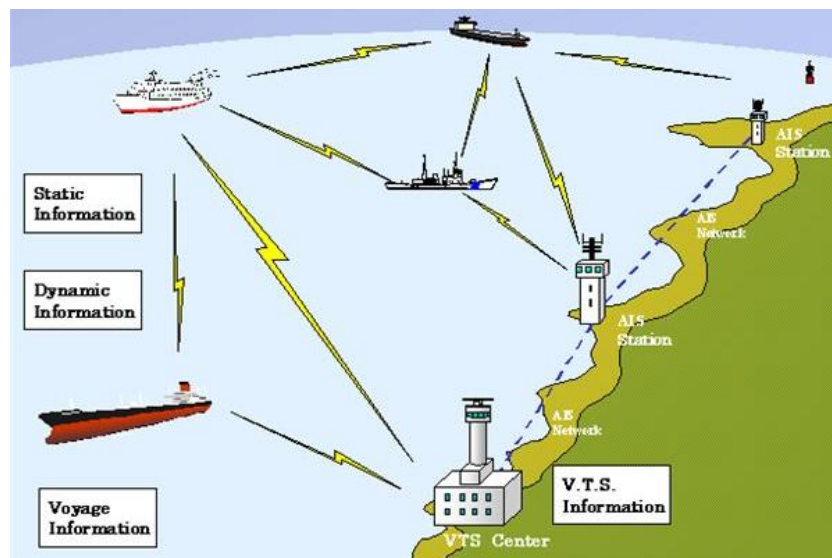 AIS
Station
Static
Information
AIS
Network
Dynamic
Information
AIS
Station
AIS
Network
V.T.S.
Information
Voyage
Information
VTS Center